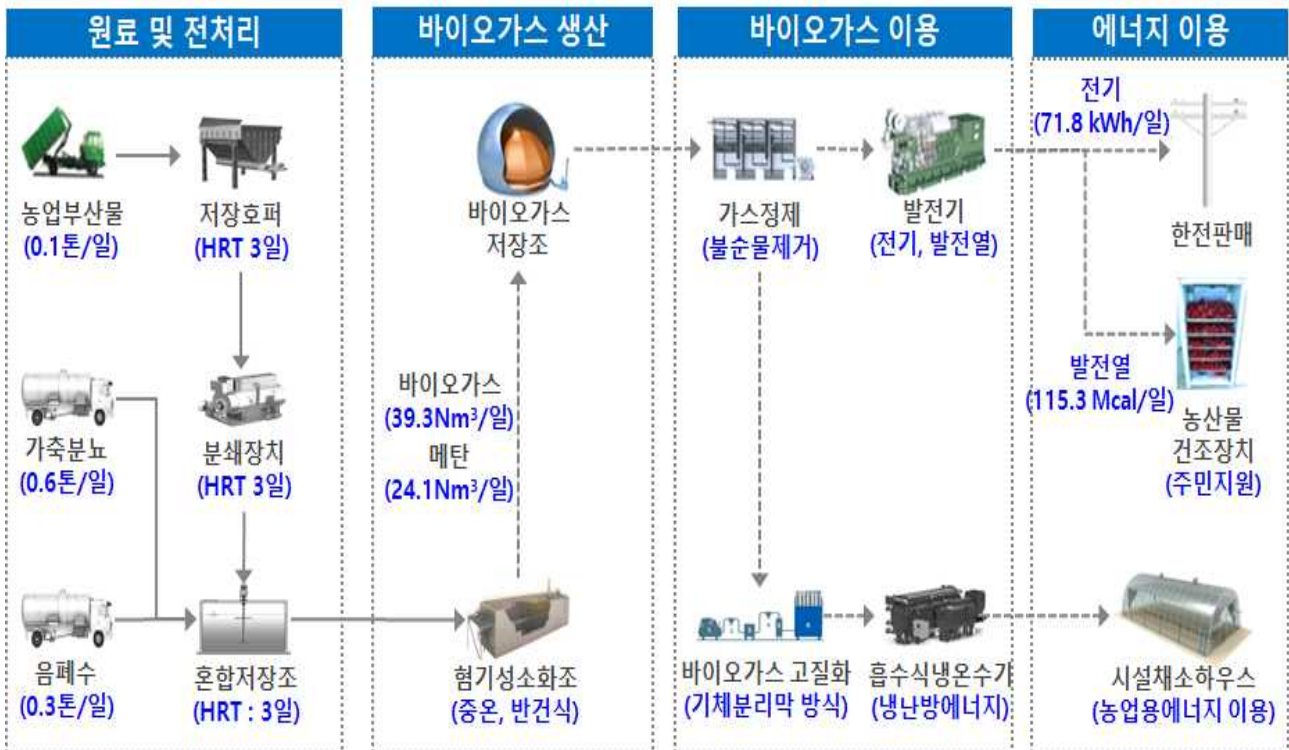 원료 및 전처리
농업부산물
(0.1톤/일)
저장호퍼
(HRT 3일)
가축분뇨
(0.6톤/일)
분쇄장치
(HRT 3일)
음폐수
(0.3톤/일)
혼합저장조
(HRT : 3일)
바이오가스 생산
바이오가스
저장조
바이오가스
(39.3Nm³/일)
메탄
(24.1Nm³/일)
혐기성소화조
(중온, 반건식)
바이오가스 이용
가스정제
(불순물제거)
발전기
(전기, 발전열)
바이오가스 고질화
(기체분리막 방식)
흡수식냉온수기
(냉난방에너지)
에너지 이용
전기
(71.8 kWh/일)
한전판매
발전열
(115.3 Mcal/일)
농산물
건조장치
(주민지원)
시설채소하우스
(농업용에너지 이용)